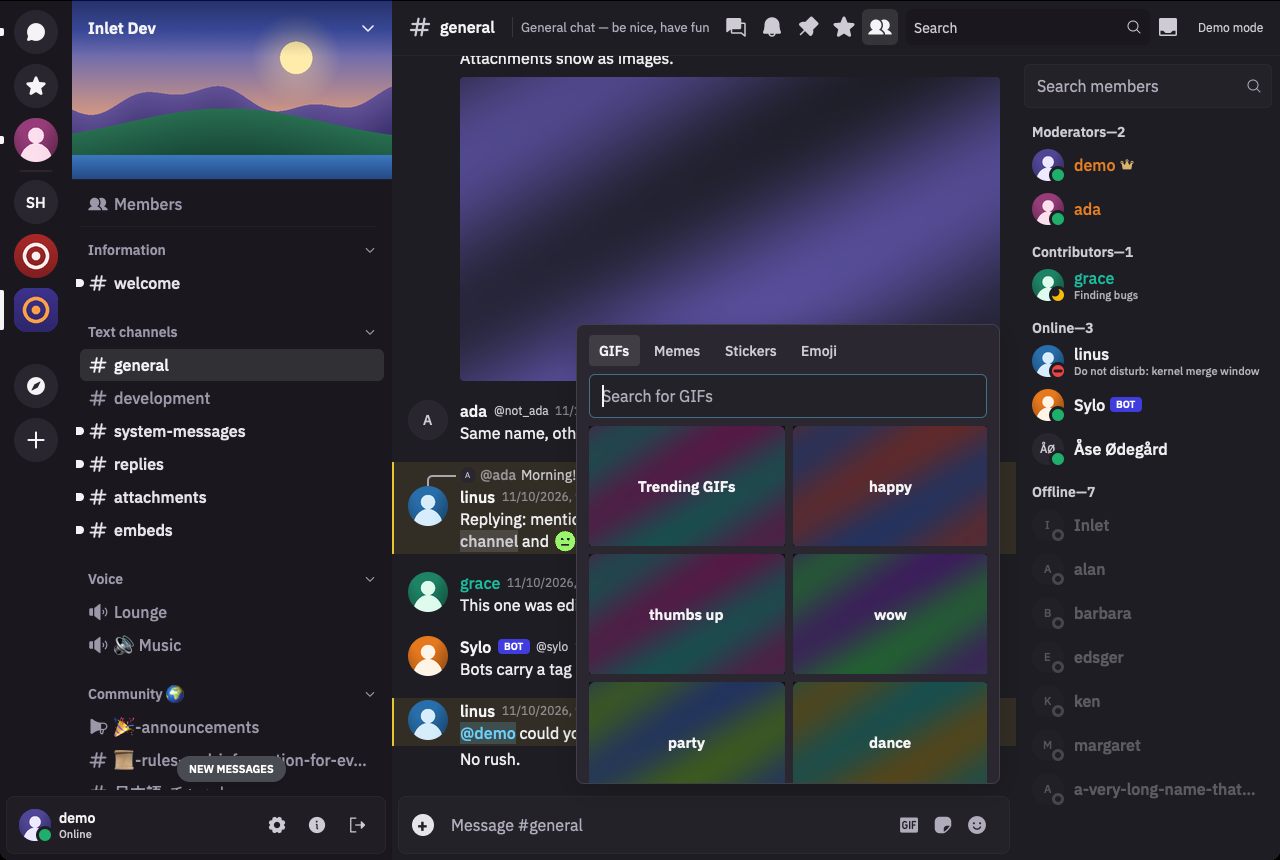 SH
Inlet Dev
Members
Information
welcome
Text channels
general
development
system-messages
replies
attachments
embeds
Voice
Lounge
Music
Community
-announcements
NEW MESSAGES
demo
Online
# general
General chat — be nice, have fun
Search
Demo mode
Attachments show as images.
A
ada @not_ada
Same name,
A @ada Morning!
linus 11/10/2026,
Replying:
channel and
grace 11/10/2026,
This one was
Sylo BOT @sylo
Bots carry a tag
linus 11/10/2026,
@demo could
No rush.
GIFs Memes Stickers Emoji
Search for GIFs
Trending GIFs
happy
thumbs up
wow
party
dance
Message #general
GIF
Search members
Moderators—2
demo
ada
Contributors—1
grace
Finding bugs
Online—3
linus
Do not disturb: kernel merge window
Sylo BOT
ÅØ Åse Ødegård
Offline—7
I Inlet
A alan
B barbara
E edsger
K ken
M margaret
A a-very-long-name-that...